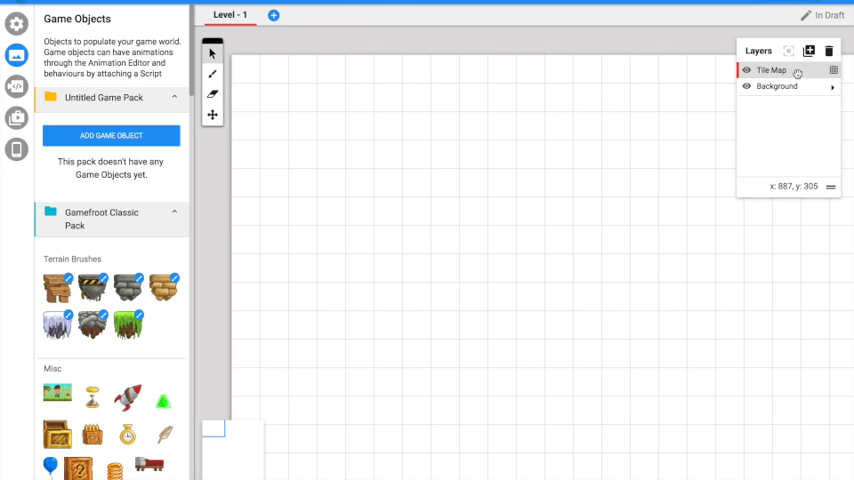 Game Objects
Level - 1
In Draft
Objects to populate your game world.
Game objects can have animations
through the Animation Editor and
behaviours by attaching a Script
Untitled Game Pack
ADD GAME OBJECT
This pack doesn't have any
Game Objects yet.
Gamefroot Classic
Pack
Terrain Brushes
Misc
Layers
Tile Map
Background
x: 887, y: 305